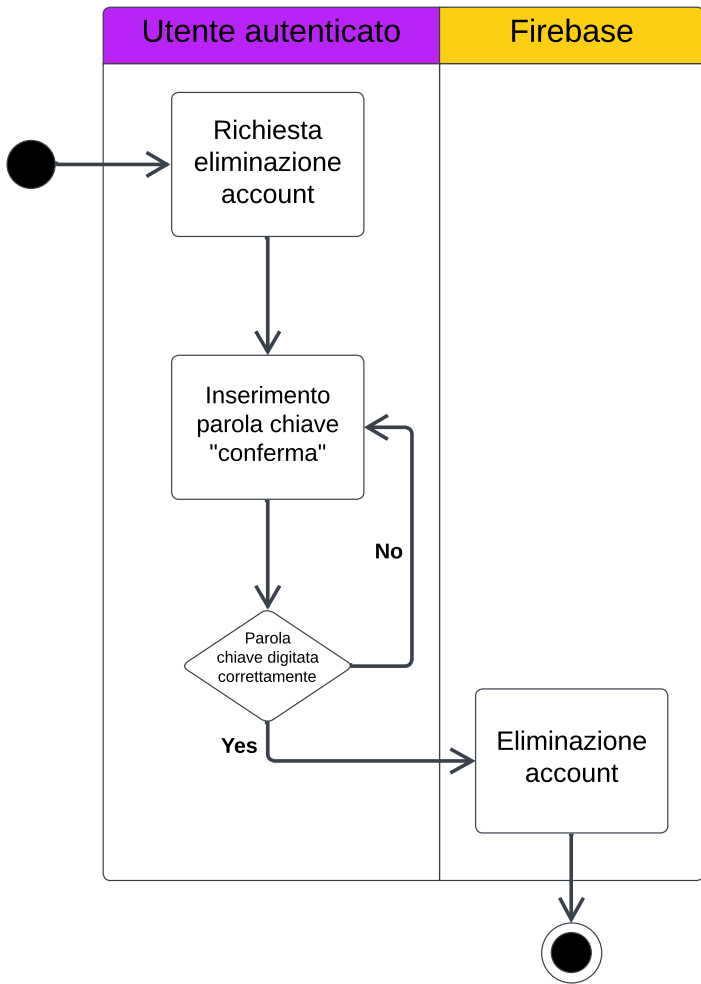 Utente autenticato
Firebase
Richiesta
eliminazione
account
Inserimento
parola chiave
"conferma"
No
Parola
chiave digitata
correttamente
Yes
Eliminazione
account